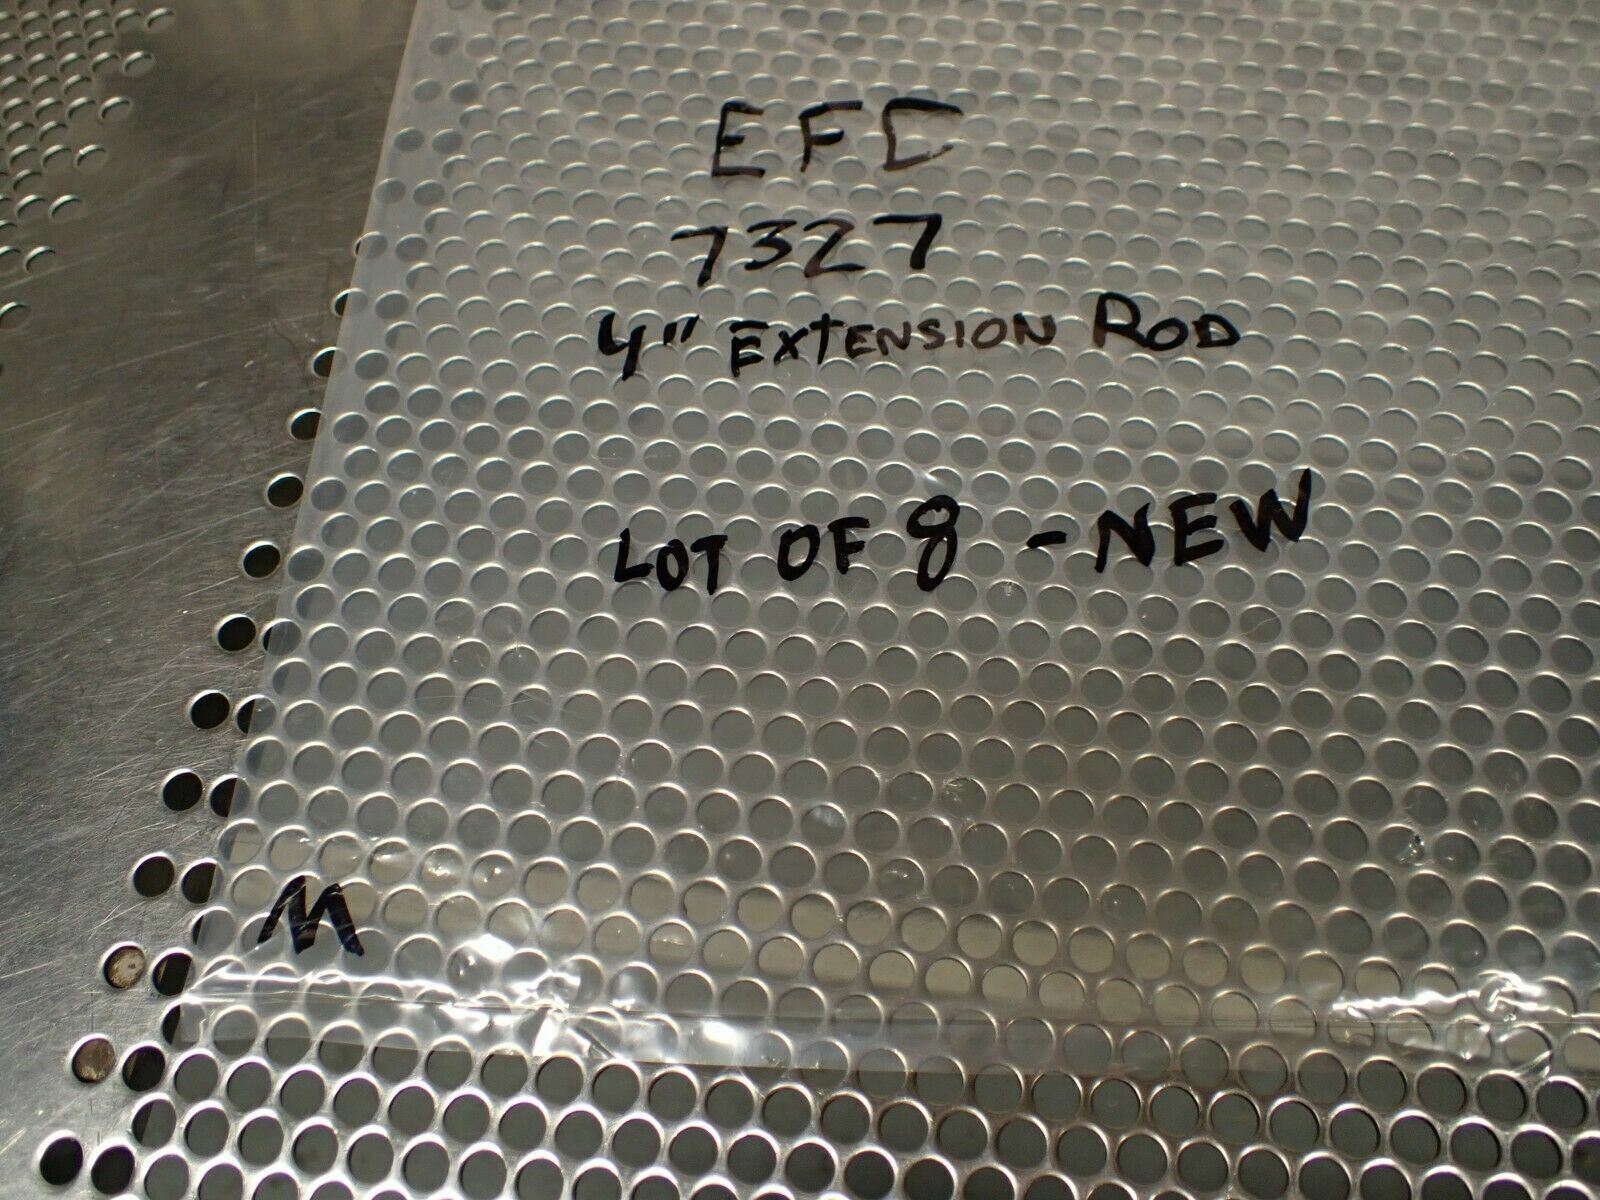 EFC
7327
4" EXTENSION ROD
LOT OF 8 - NEW
M